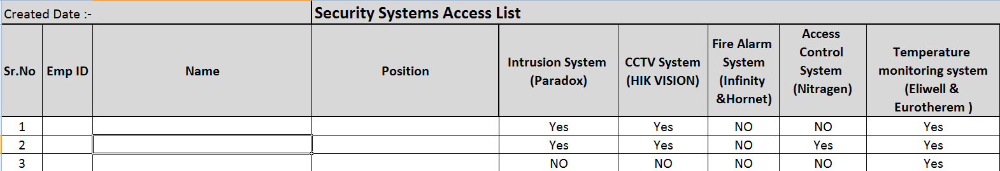 Created Date :- Security Systems Access List
Sr.No Emp ID Name Position Intrusion System (Paradox) CCTV System (HIK VISION) Fire Alarm System (Infinity &Hornet) Access Control System (Nitragen) Temperature monitoring system (Eliwell & Eurotherem )
1 Yes Yes NO NO Yes
2 Yes Yes NO Yes Yes
3 NO NO NO NO Yes